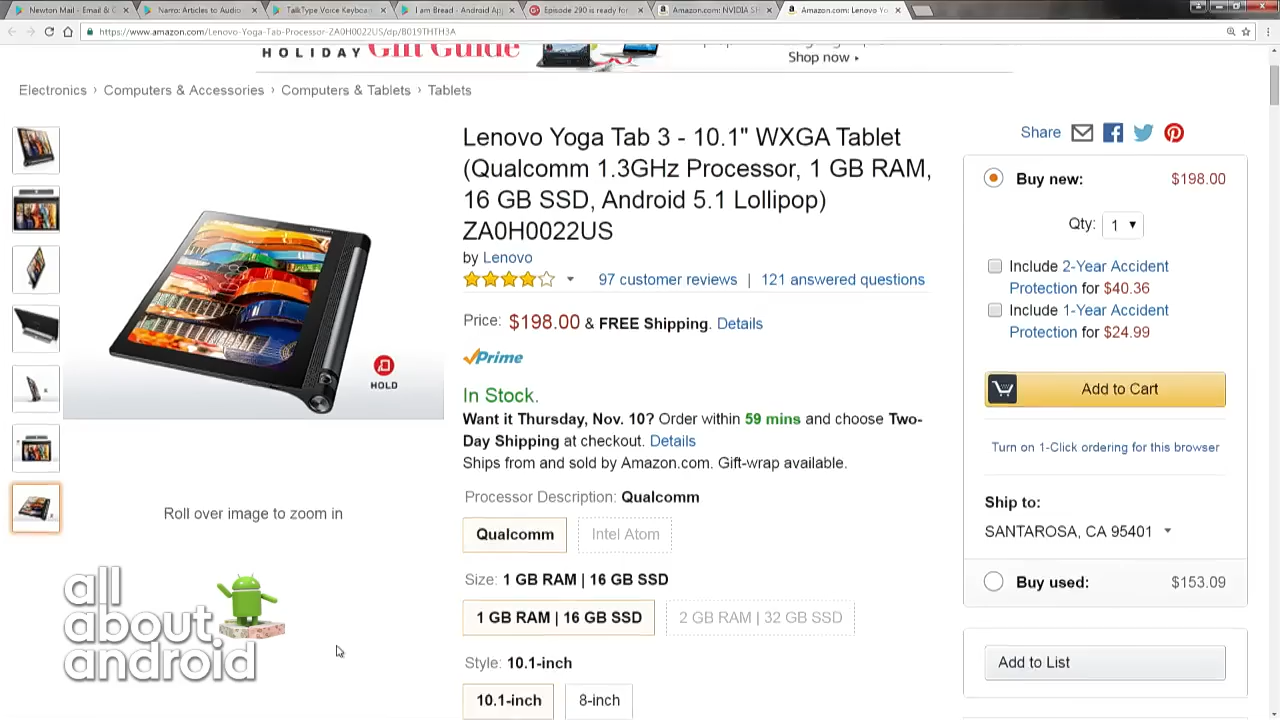 Newton Mail - Email & C
Narro: Articles to Audio
TalkType Voice Keyboar
I am Bread - Android Ap
Episode 290 is ready for
Amazon.com: NVIDIA SH
Amazon.com: Lenovo Yo
https://www.amazon.com/Lenovo-Yoga-Tab-Processor-ZA0H0022US/dp/B019THTH3A
HOLIDAY Gift Guide
Shop now ▸
Electronics › Computers & Accessories › Computers & Tablets › Tablets
Lenovo Yoga Tab 3 - 10.1" WXGA Tablet
(Qualcomm 1.3GHz Processor, 1 GB RAM,
16 GB SSD, Android 5.1 Lollipop)
ZA0H0022US
by Lenovo
97 customer reviews | 121 answered questions
Price: $198.00 & FREE Shipping. Details
Prime
In Stock.
Want it Thursday, Nov. 10? Order within 59 mins and choose Two-
Day Shipping at checkout. Details
Ships from and sold by Amazon.com. Gift-wrap available.
Processor Description: Qualcomm
Qualcomm Intel Atom
Size: 1 GB RAM | 16 GB SSD
1 GB RAM | 16 GB SSD 2 GB RAM | 32 GB SSD
Style: 10.1-inch
10.1-inch 8-inch
HOLD
Roll over image to zoom in
all
about
android
Share
Buy new: $198.00
Qty: 1
Include 2-Year Accident
Protection for $40.36
Include 1-Year Accident
Protection for $24.99
Add to Cart
Turn on 1-Click ordering for this browser
Ship to:
SANTAROSA, CA 95401
Buy used: $153.09
Add to List